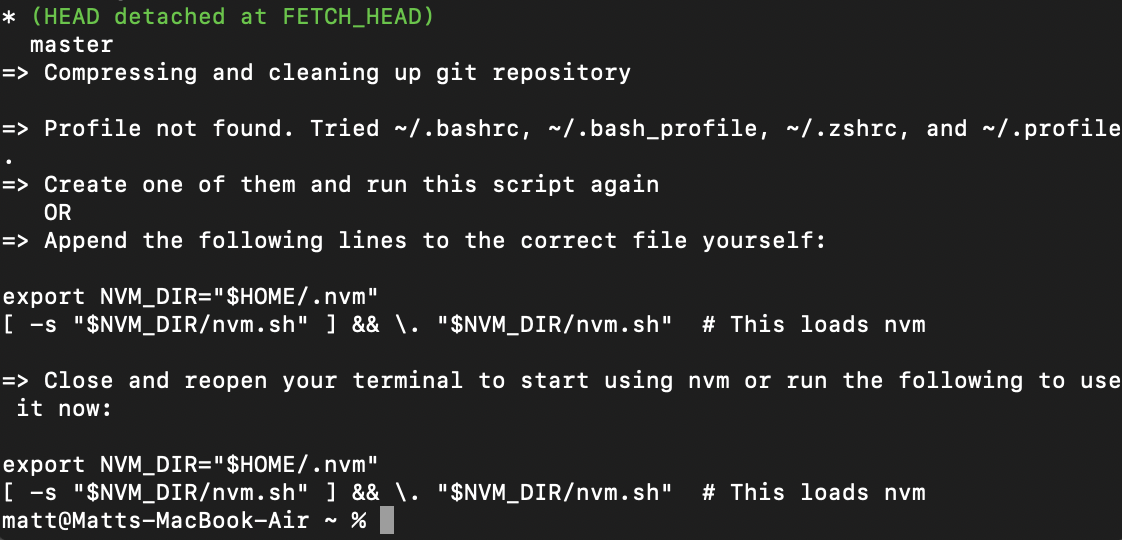 * (HEAD detached at FETCH_HEAD)
  master
=> Compressing and cleaning up git repository
=> Profile not found. Tried ~/.bashrc, ~/.bash_profile, ~/.zshrc, and ~/.profile
.
=> Create one of them and run this script again
   OR
=> Append the following lines to the correct file yourself:
export NVM_DIR="$HOME/.nvm"
[ -s "$NVM_DIR/nvm.sh" ] && \. "$NVM_DIR/nvm.sh"  # This loads nvm
=> Close and reopen your terminal to start using nvm or run the following to use
 it now:
export NVM_DIR="$HOME/.nvm"
[ -s "$NVM_DIR/nvm.sh" ] && \. "$NVM_DIR/nvm.sh"  # This loads nvm
matt@Matts-MacBook-Air ~ %